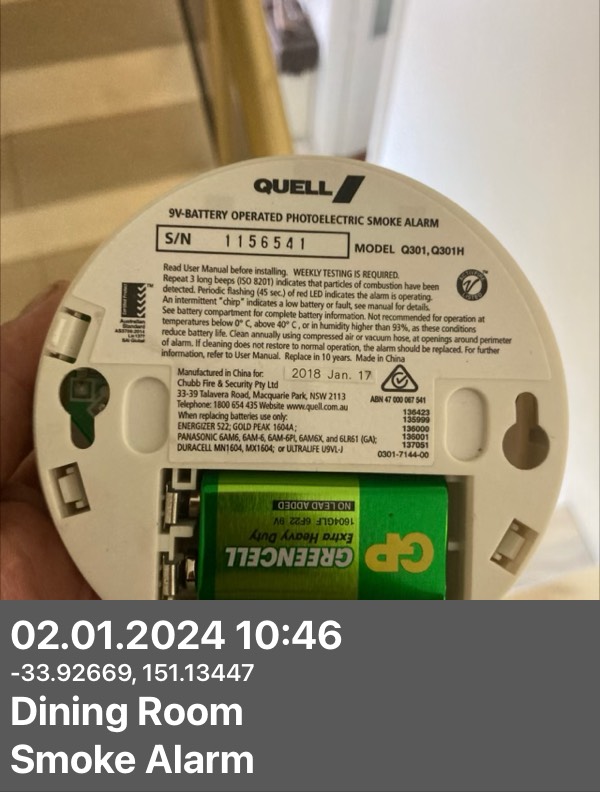 QUELL
9V-BATTERY OPERATED PHOTOELECTRIC SMOKE ALARM
S/N 1156541 MODEL Q301,Q301H
Read User Manual before installing. WEEKLY TESTING IS REQUIRED.
Repeat 3 long beeps (ISO 8201) indicates that particles of combustion have been
detected. Periodic flashing (45 sec.) of red LED indicates the alarm is operating.
An intermittent "chirp" indicates a low battery or fault, see manual for details.
See battery compartment for complete battery information. Not recommended for operation at
temperatures below 0° C, above 40° C, or in humidity higher than 93%, as these conditions
reduce battery life. Clean annually using compressed air or vacuum hose, at openings around perimeter
of alarm. If cleaning does not restore to normal operation, the alarm should be replaced. For further
information, refer to User Manual. Replace in 10 years. Made in China
Australian
Standard
Manufactured in China for: 2018 Jan. 17
Chubb Fire & Security Pty Ltd
33-39 Talavera Road, Macquarie Park, NSW 2113
Telephone: 1800 654 435 Website www.quell.com.au
ABN 47 000 067 541
When replacing batteries use only:
ENERGIZER 522; GOLD PEAK 1604A;
PANASONIC 6AM6, 6AM-6, 6AM-6PI, 6AM6X, and 6LR61 (GA);
DURACELL MN1604, MX1604; or ULTRALIFE U9VL-J
136423
135999
136000
136001
137051
0301-7144-00
GP GREENCELL
Extra Heavy Duty
1604GLF 6F22 9V
NO LEAD ADDED
02.01.2024 10:46
-33.92669, 151.13447
Dining Room
Smoke Alarm